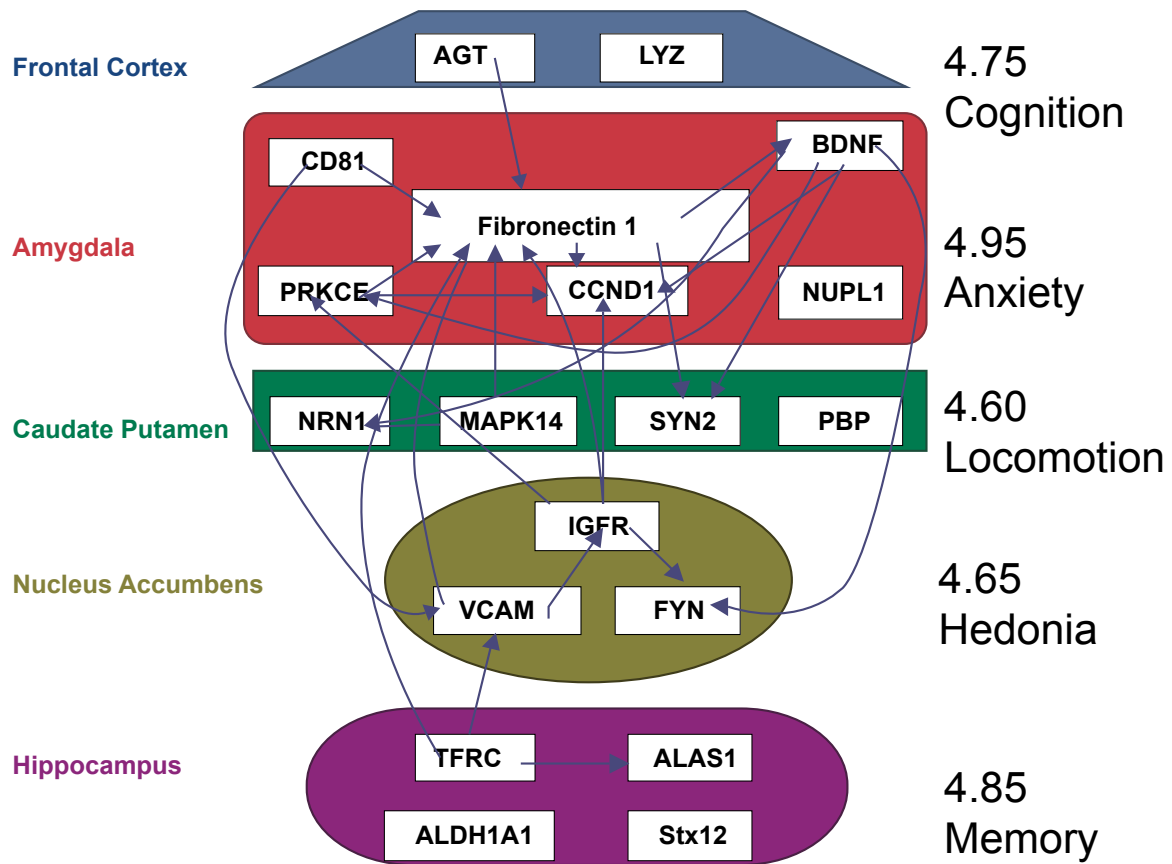 AGT LYZ
Frontal Cortex
4.75
Cognition
CD81 BDNF
Fibronectin 1
Amygdala
4.95
Anxiety
PRKCE CCND1 NUPL1
Caudate Putamen
NRN1 MAPK14 SYN2 PBP
4.60
Locomotion
IGFR
Nucleus Accumbens
VCAM FYN
4.65
Hedonia
Hippocampus
TFRC ALAS1
ALDH1A1 Stx12
4.85
Memory